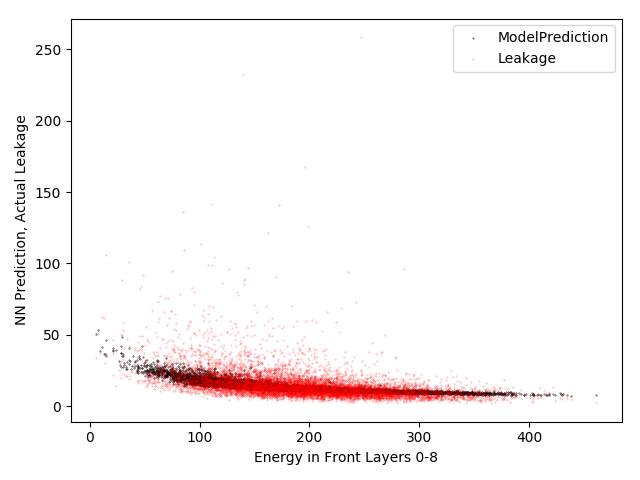 ModelPrediction
Leakage
250
200
150
100
50
0
NN Prediction, Actual Leakage
0 100 200 300 400
Energy in Front Layers 0-8